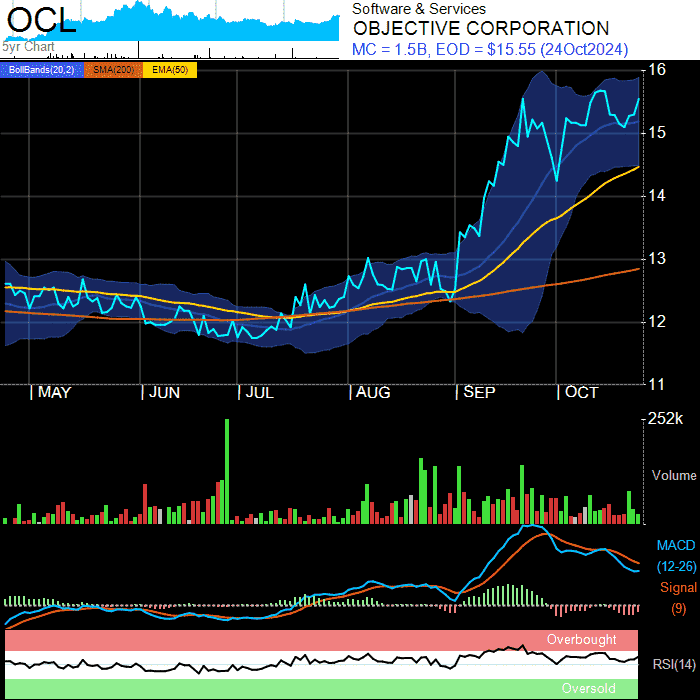 OCL
5yr Chart
Software & Services
OBJECTIVE CORPORATION
MC = 1.5B, EOD = $15.55 (24Oct2024)
BollBands(20,2) SMA(200) EMA(50)
16
15
14
13
12
11
MAY JUN JUL AUG SEP OCT
252k
Volume
MACD
(12-26)
Signal
(9)
Overbought
RSI(14)
Oversold